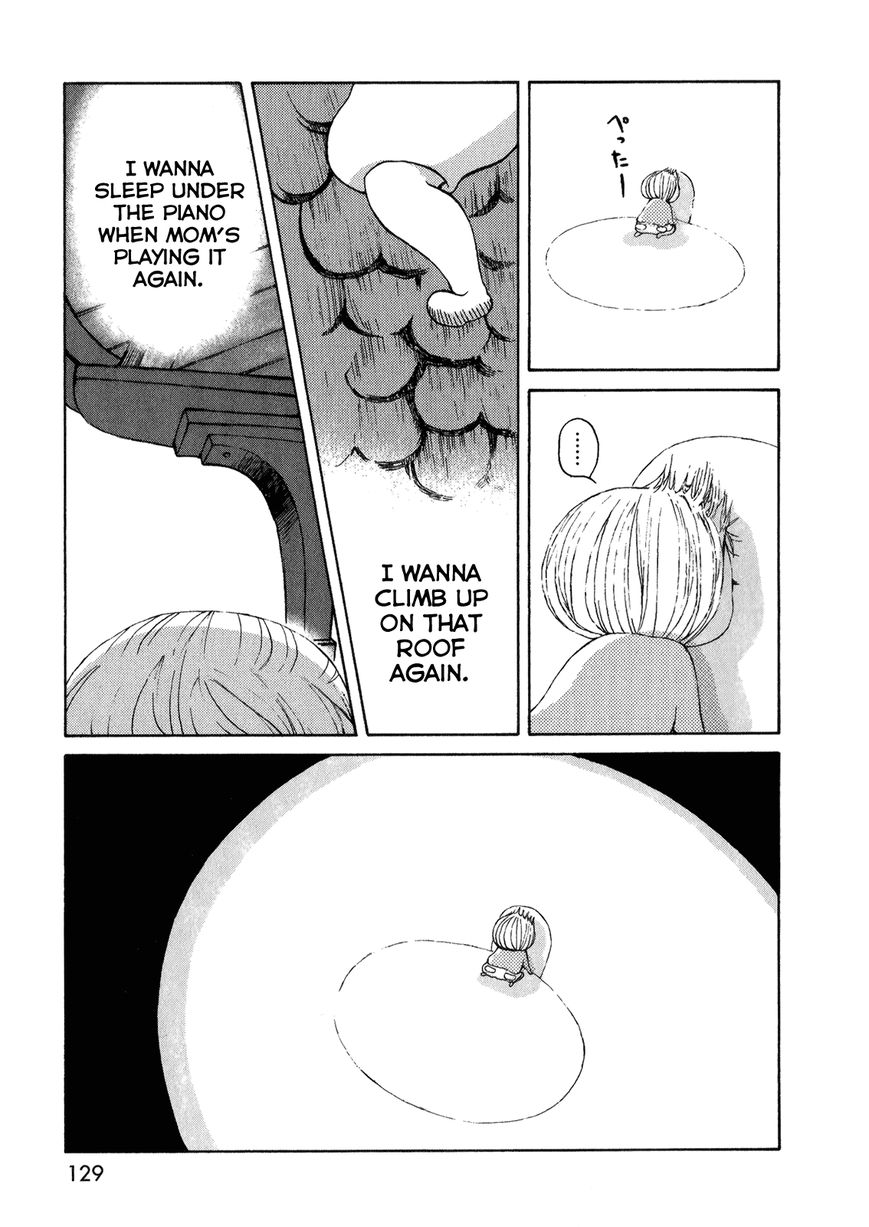 ぺったー
……
I WANNA
CLIMB UP
ON THAT
ROOF
AGAIN.
I WANNA
SLEEP UNDER
THE PIANO
WHEN MOM'S
PLAYING IT
AGAIN.
129